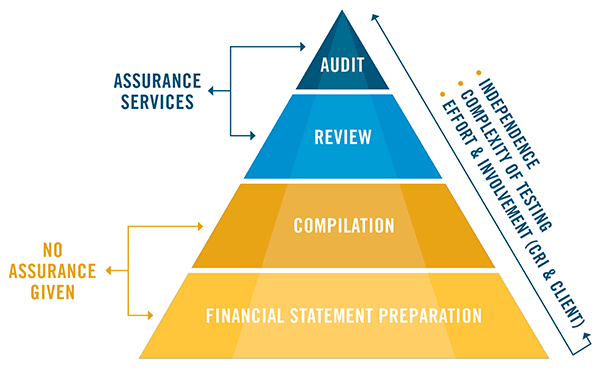 AUDIT
ASSURANCE
SERVICES
REVIEW
COMPILATION
NO
ASSURANCE
GIVEN
FINANCIAL STATEMENT PREPARATION
INDEPENDENCE
COMPLEXITY OF TESTING
EFFORT & INVOLVEMENT (CRI & CLIENT)